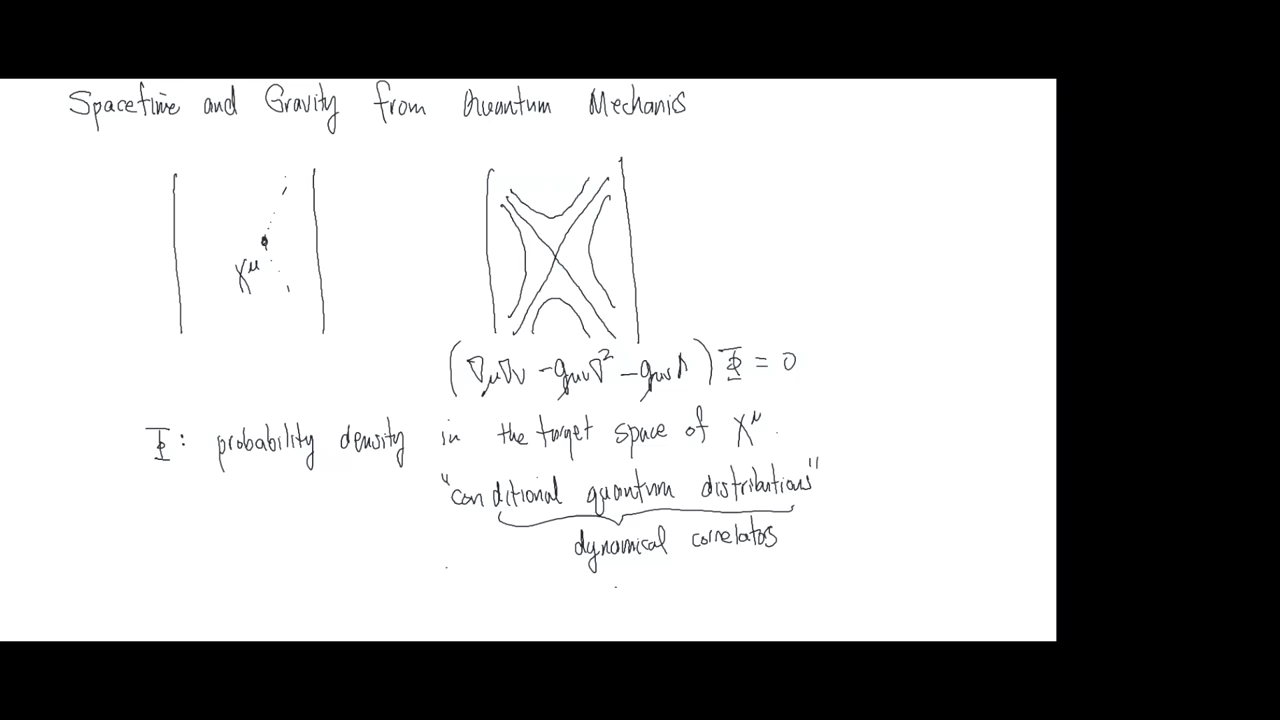 Spacetime and Gravity from Quantum Mechanics
X^μ
(∇_μ∇_ν - g_μν∇² - g_μν Λ) Φ = 0
Φ: probability density in the target space of X^μ.
"conditional quantum distributions"
dynamical correlators